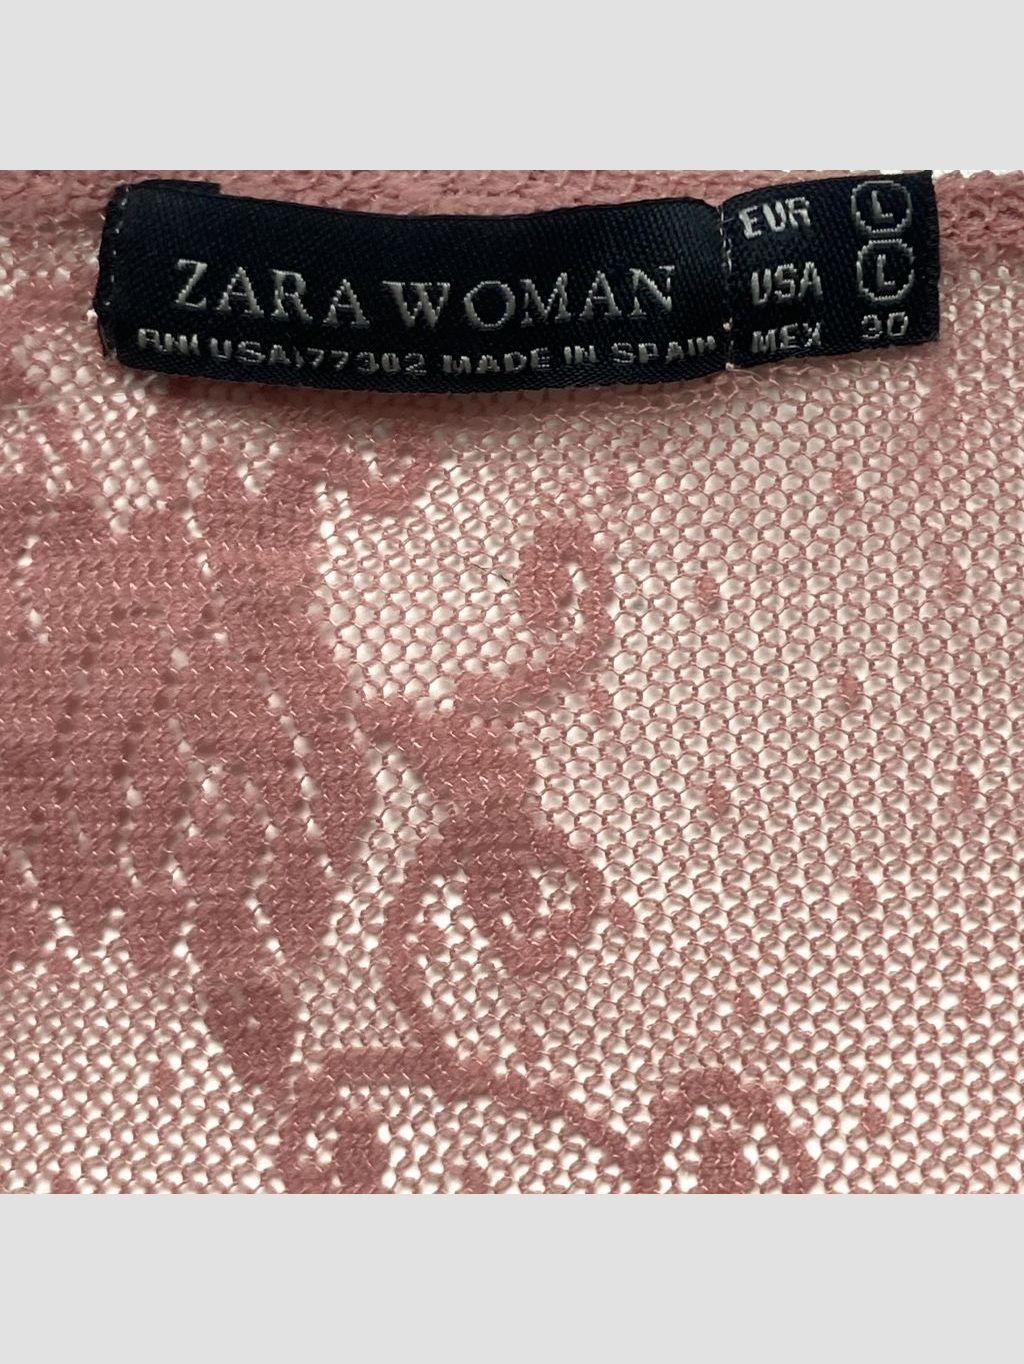 ZARA WOMAN
RN(USA)77302 MADE IN SPAIN
EUR L
USA L
MEX 30